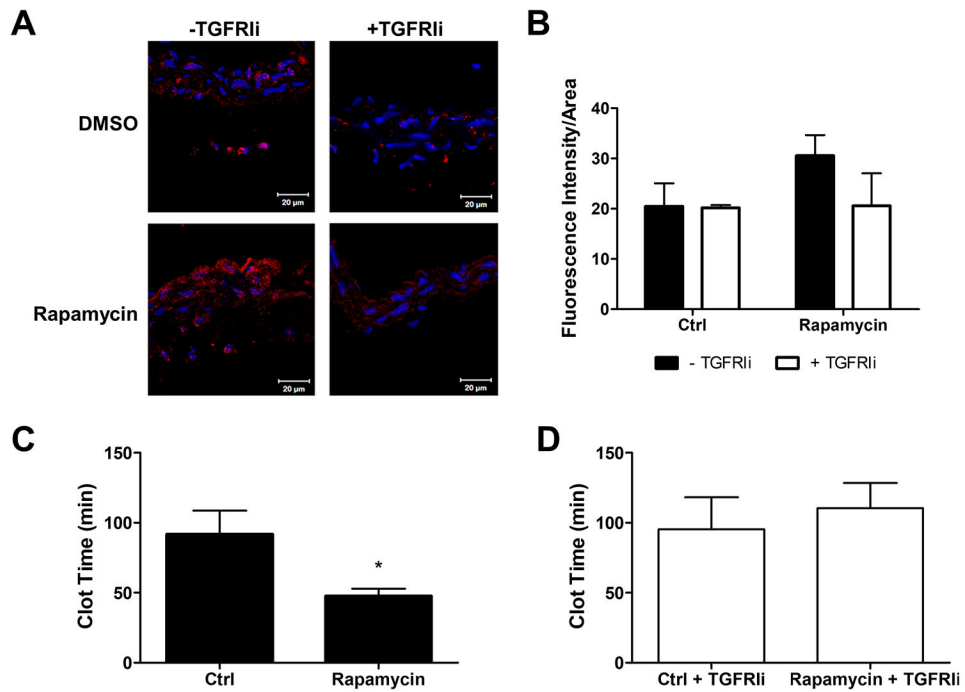 A
-TGFRIi
+TGFRIi
DMSO
20 µm
20 µm
Rapamycin
20 µm
20 µm
B
Fluorescence Intensity/Area
40
30
20
10
0
Ctrl
Rapamycin
- TGFRIi
+ TGFRIi
C
Clot Time (min)
150
100
50
0
*
Ctrl
Rapamycin
D
Clot Time (min)
150
100
50
0
Ctrl + TGFRIi
Rapamycin + TGFRIi